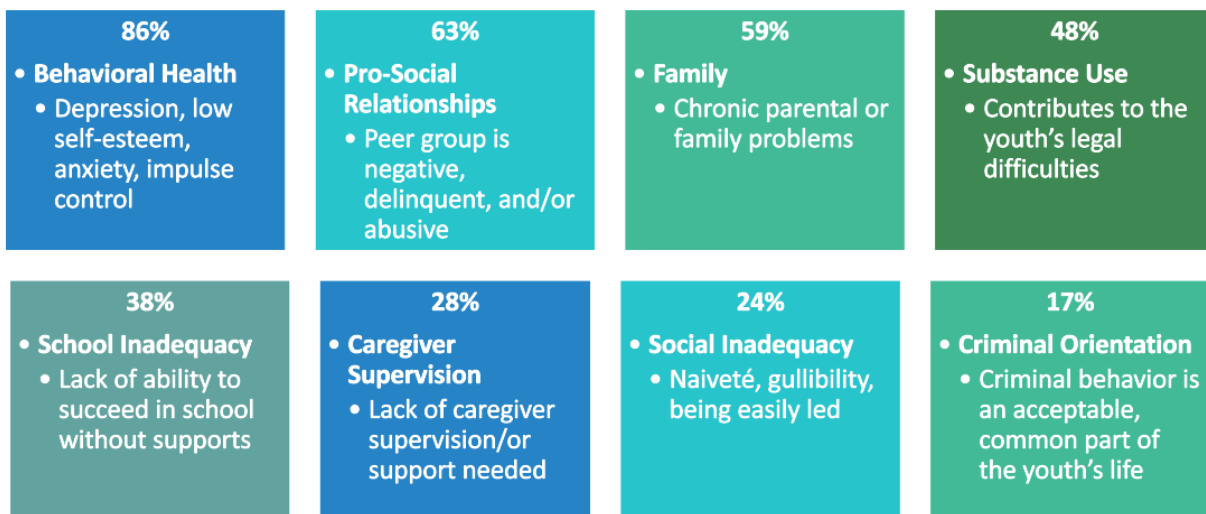 86%
• Behavioral Health
• Depression, low
self-esteem,
anxiety, impulse
control
63%
• Pro-Social
Relationships
• Peer group is
negative,
delinquent, and/or
abusive
59%
• Family
• Chronic parental or
family problems
48%
• Substance Use
• Contributes to the
youth's legal
difficulties
38%
• School Inadequacy
• Lack of ability to
succeed in school
without supports
28%
• Caregiver
Supervision
• Lack of caregiver
supervision/or
support needed
24%
• Social Inadequacy
• Naiveté, gullibility,
being easily led
17%
• Criminal Orientation
• Criminal behavior is
an acceptable,
common part of
the youth's life